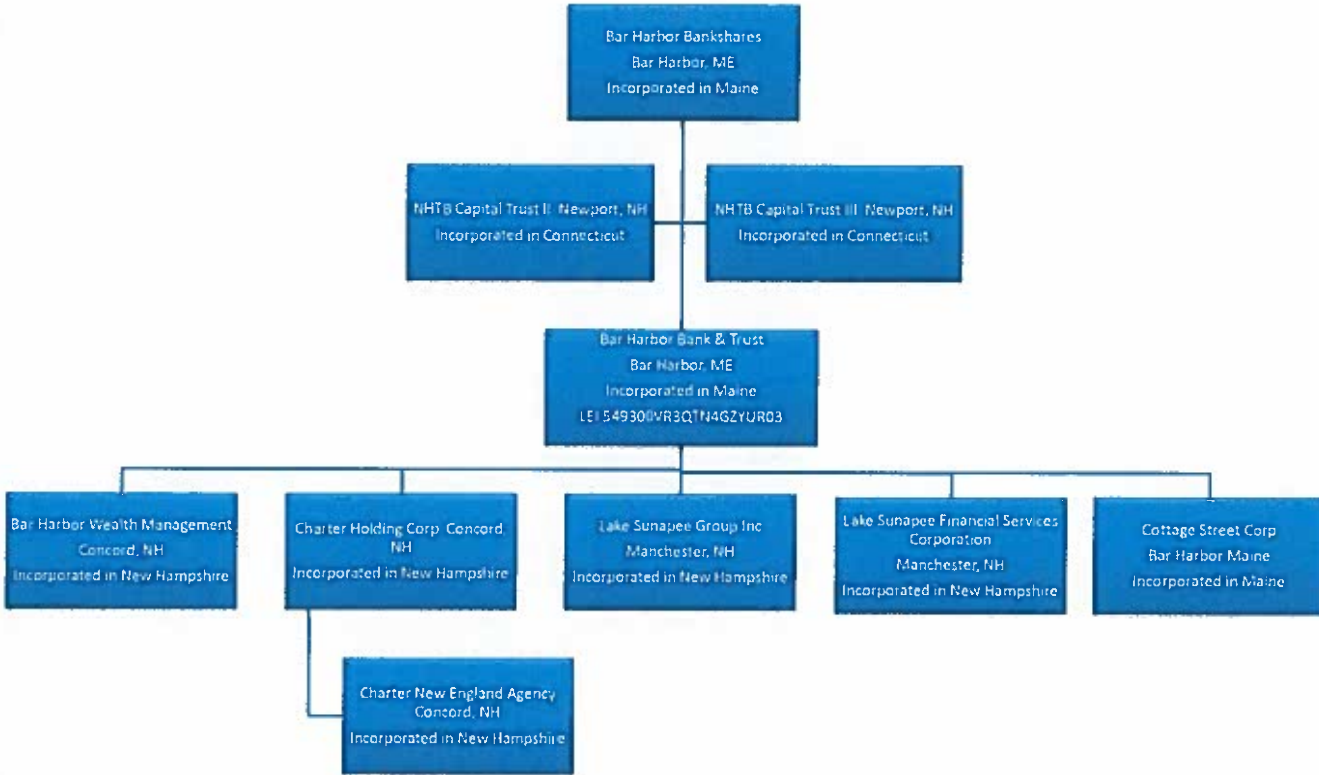 Bar Harbor Bankshares
Bar Harbor, ME
Incorporated in Maine
NHTB Capital Trust II Newport, NH
Incorporated in Connecticut
NHTB Capital Trust III Newport, NH
Incorporated in Connecticut
Bar Harbor Bank & Trust
Bar Harbor, ME
Incorporated in Maine
LEI 549300VR3QTN4GZYUR03
Bar Harbor Wealth Management
Concord, NH
Incorporated in New Hampshire
Charter Holding Corp Concord,
NH
Incorporated in New Hampshire
Lake Sunapee Group Inc
Manchester, NH
Incorporated in New Hampshire
Lake Sunapee Financial Services
Corporation
Manchester, NH
Incorporated in New Hampshire
Cottage Street Corp
Bar Harbor Maine
Incorporated in Maine
Charter New England Agency
Concord, NH
Incorporated in New Hampshire